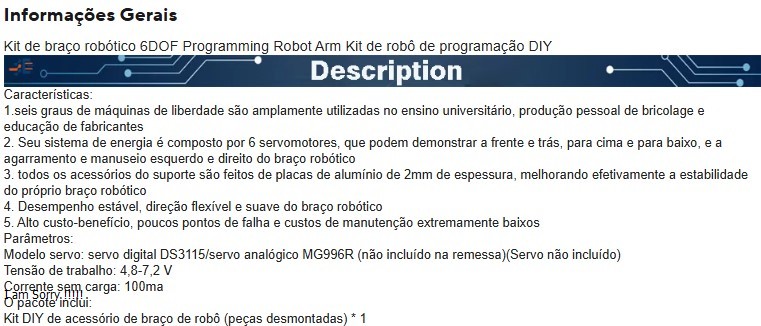 Informações Gerais
Kit de braço robótico 6DOF Programming Robot Arm Kit de robô de programação DIY
Description
Características:
1.seis graus de máquinas de liberdade são amplamente utilizadas no ensino universitário, produção pessoal de bricolage e
educação de fabricantes
2. Seu sistema de energia é composto por 6 servomotores, que podem demonstrar a frente e trás, para cima e para baixo, e a
agarramento e manuseio esquerdo e direito do braço robótico
3. todos os acessórios do suporte são feitos de placas de alumínio de 2mm de espessura, melhorando efetivamente a estabilidade
do próprio braço robótico
4. Desempenho estável, direção flexível e suave do braço robótico
5. Alto custo-benefício, poucos pontos de falha e custos de manutenção extremamente baixos
Parâmetros:
Modelo servo: servo digital DS3115/servo analógico MG996R (não incluído na remessa)(Servo não incluído)
Tensão de trabalho: 4,8-7,2 V
Corrente sem carga: 100ma
I am Sorry.!!!!!
O pacote inclui:
Kit DIY de acessório de braço de robô (peças desmontadas) * 1